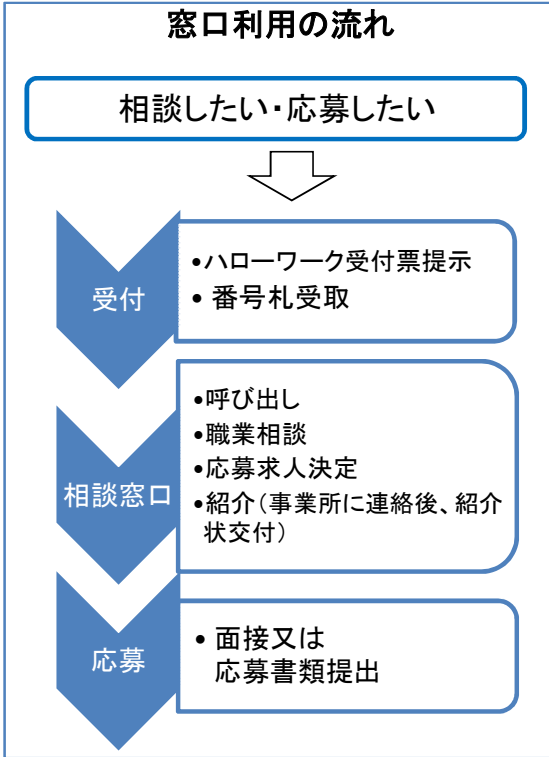 窓口利用の流れ
相談したい・応募したい
受付
•ハローワーク受付票提示
• 番号札受取
相談窓口
•呼び出し
•職業相談
•応募求人決定
•紹介（事業所に連絡後、紹介
状交付）
応募
• 面接又は
応募書類提出